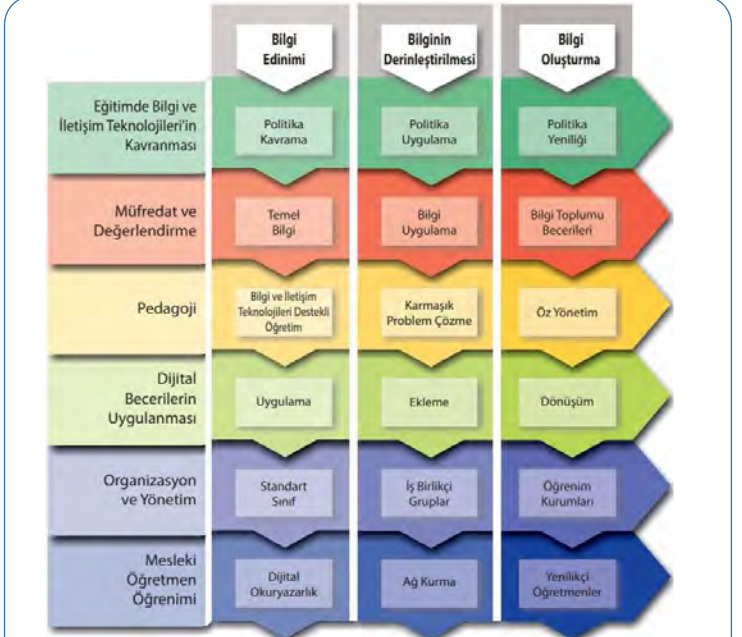 Bilgi
Edinimi
Bilginin
Derinleştirilmesi
Bilgi
Oluşturma
Eğitimde Bilgi ve
İletişim Teknolojileri'in
Kavranması
Politika
Kavrama
Politika
Uygulama
Politika
Yeniliği
Müfredat ve
Değerlendirme
Temel
Bilgi
Bilgi
Uygulama
Bilgi Toplumu
Becerileri
Pedagoji
Bilgi ve İletişim
Teknolojileri Destekli
Öğretim
Karmaşık
Problem Çözme
Öz Yönetim
Dijital
Becerilerin
Uygulanması
Uygulama
Ekleme
Dönüşüm
Organizasyon
ve Yönetim
Standart
Sınıf
İş Birlikçi
Gruplar
Öğrenim
Kurumları
Mesleki
Öğretmen
Öğrenimi
Dijital
Okuryazarlık
Ağ Kurma
Yenilikçi
Öğretmenler